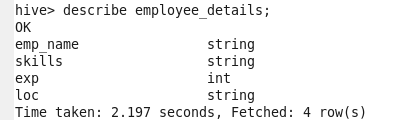 hive> describe employee_details;
OK
emp_name                string
skills                  string
exp                     int
loc                     string
Time taken: 2.197 seconds, Fetched: 4 row(s)